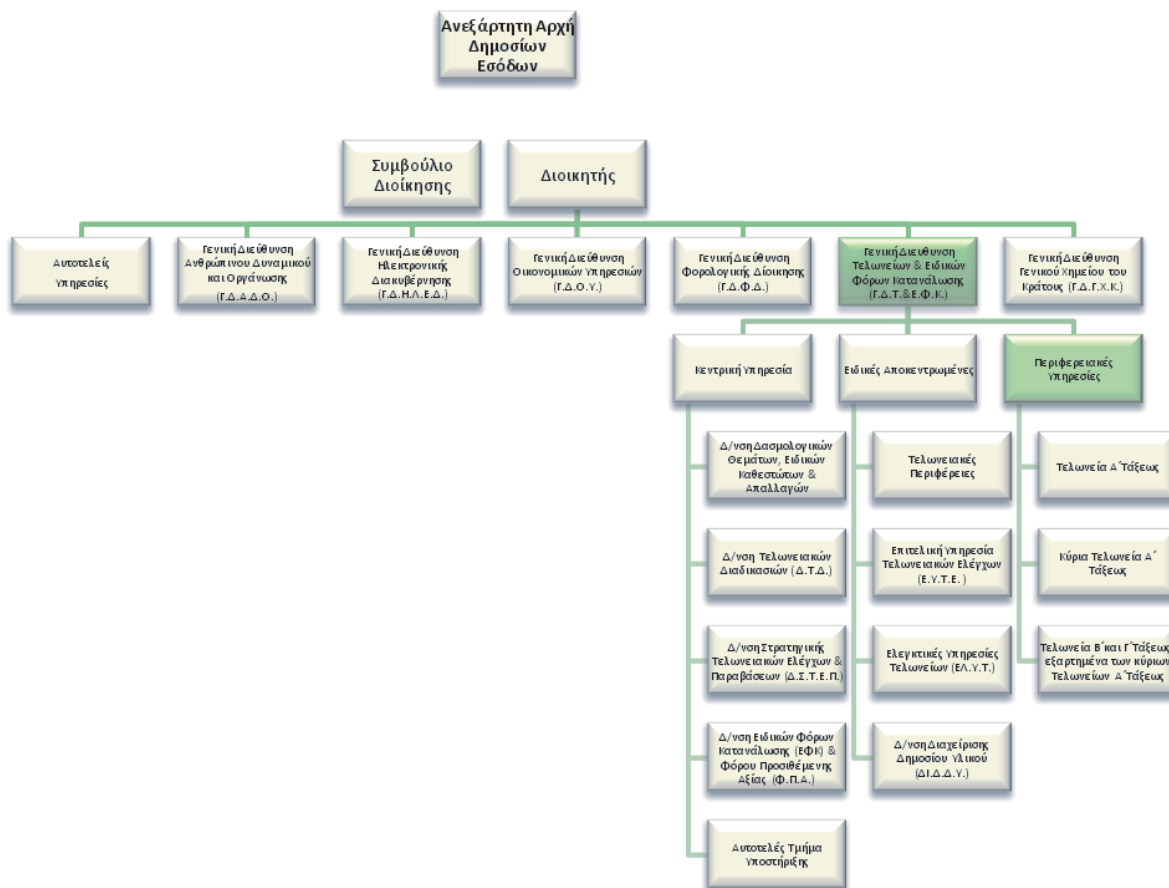 Ανεξάρτητη Αρχή
Δημοσίων
Εσόδων
Συμβούλιο
Διοίκησης
Διοικητής
Αυτοτελείς
Υπηρεσίες
Γενική Διεύθυνση
Ανθρώπινου Δυναμικού
και Οργάνωσης
(Γ.Δ.Α.Δ.Ο.)
Γενική Διεύθυνση
Ηλεκτρονικής
Διακυβέρνησης
(Γ.Δ.Η.Λ.Ε.Δ.)
Γενική Διεύθυνση
Οικονομικών Υπηρεσιών
(Γ.Δ.Ο.Υ.)
Γενική Διεύθυνση
Φορολογικής Δίοικησης
(Γ.Δ.Φ.Δ.)
Γενική Διευθυνση
Τελωνείων & Ειδικών
Φόρων Κατανάλωσης
(Γ.Δ.Τ.&Ε.Φ.Κ.)
Γενική Διεύθυνση
Γενικού Χημείου του
Κράτους (Γ.Δ.Γ.Χ.Κ.)
Κεντρική Υπηρεσία
Ειδικές Αποκεντρωμένες
Περιφερειακές
Υπηρεσίες
Δ/νση Δασμολογικών
Θεμάτων, Ειδικών
Καθεστώτων &
Απαλλαγών
Δ/νση Τελωνειακών
Διαδικασιών (Δ.Τ.Δ.)
Δ/νση Στρατηγικής
Τελωνειακών Ελέγχων &
Παραβάσεων (Δ.Σ.Τ.Ε.Π.)
Δ/νση Ειδικών Φόρων
Κατανάλωσης (ΕΦΚ) &
Φόρου Προσιθέμενης
Αξίας (Φ.Π.Α.)
Αυτοτελές Τμήμα
Υποστήριξης
Τελωνειακές
Περιφέρειες
Επιτελική Υπηρεσία
Τελωνειακών Ελέγχων
(Ε.Υ.Τ.Ε. )
Ελεγκτικές Υπηρεσίες
Τελωνείων (ΕΛ.Υ.Τ.)
Δ/νση Διαχείρισης
Δημοσίου Υλικού
(ΔΙ.Δ.Δ.Υ.)
Τελωνεία Α΄Τάξεως
Κύρια Τελωνεία Α΄
Τάξεως
Τελωνεία Β΄και Γ΄Τάξεως
εξαρτημένα των κύριων
Τελωνείων Α΄Τάξεως